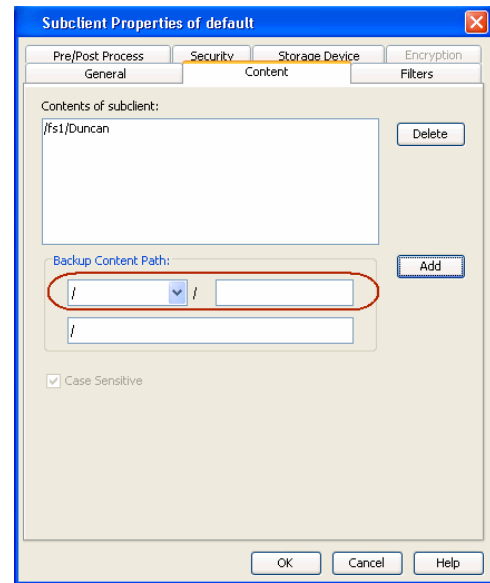 Subclient Properties of default
Pre/Post Process Security Storage Device Encryption
General Content Filters
Contents of subclient:
/fs1/Duncan
Delete
Backup Content Path:
Add
/ /
/
Case Sensitive
OK Cancel Help